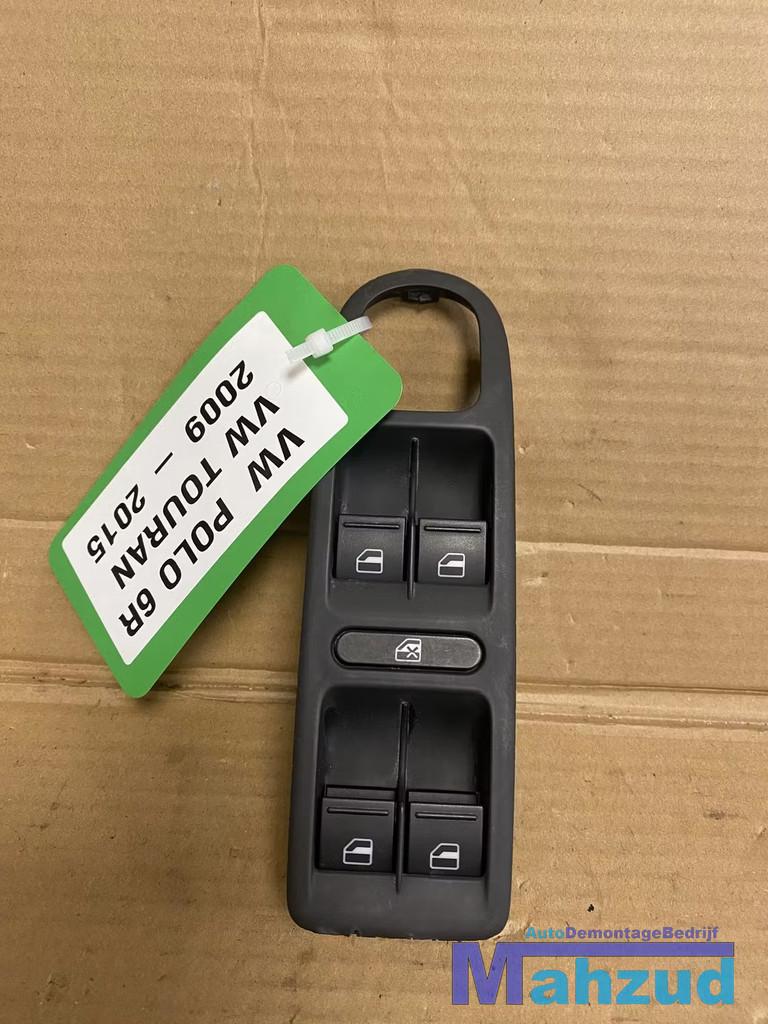 VW POLO 6R
VW TOURAN
2009 - 2015
AutoDemontageBedrijf
Mahzud